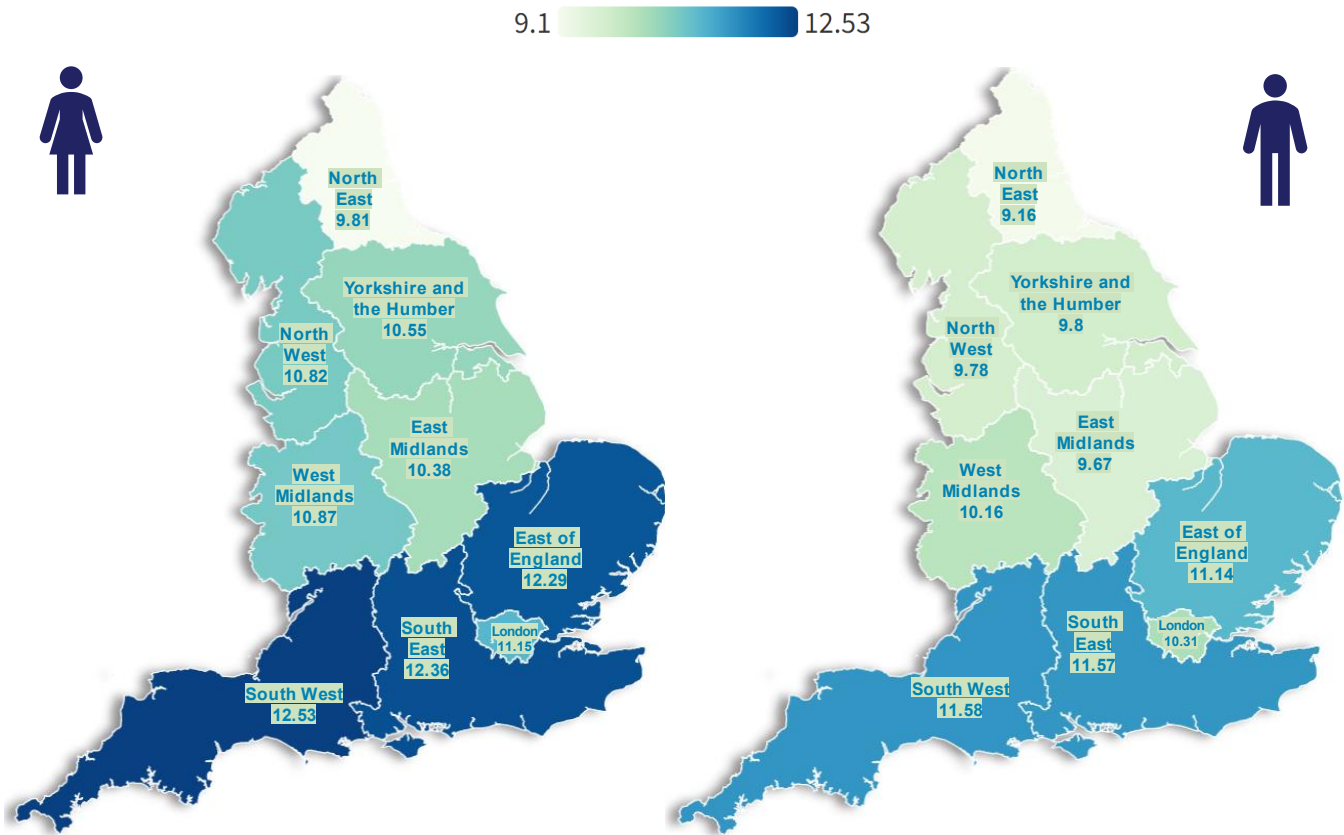 9.1 12.53
North
East
9.81
Yorkshire and
the Humber
10.55
North
West
10.82
East
Midlands
10.38
West
Midlands
10.87
East of
England
12.29
London
11.15
South
East
12.36
South West
12.53
North
East
9.16
Yorkshire and
the Humber
9.8
North
West
9.78
East
Midlands
9.67
West
Midlands
10.16
East of
England
11.14
London
10.31
South
East
11.57
South West
11.58